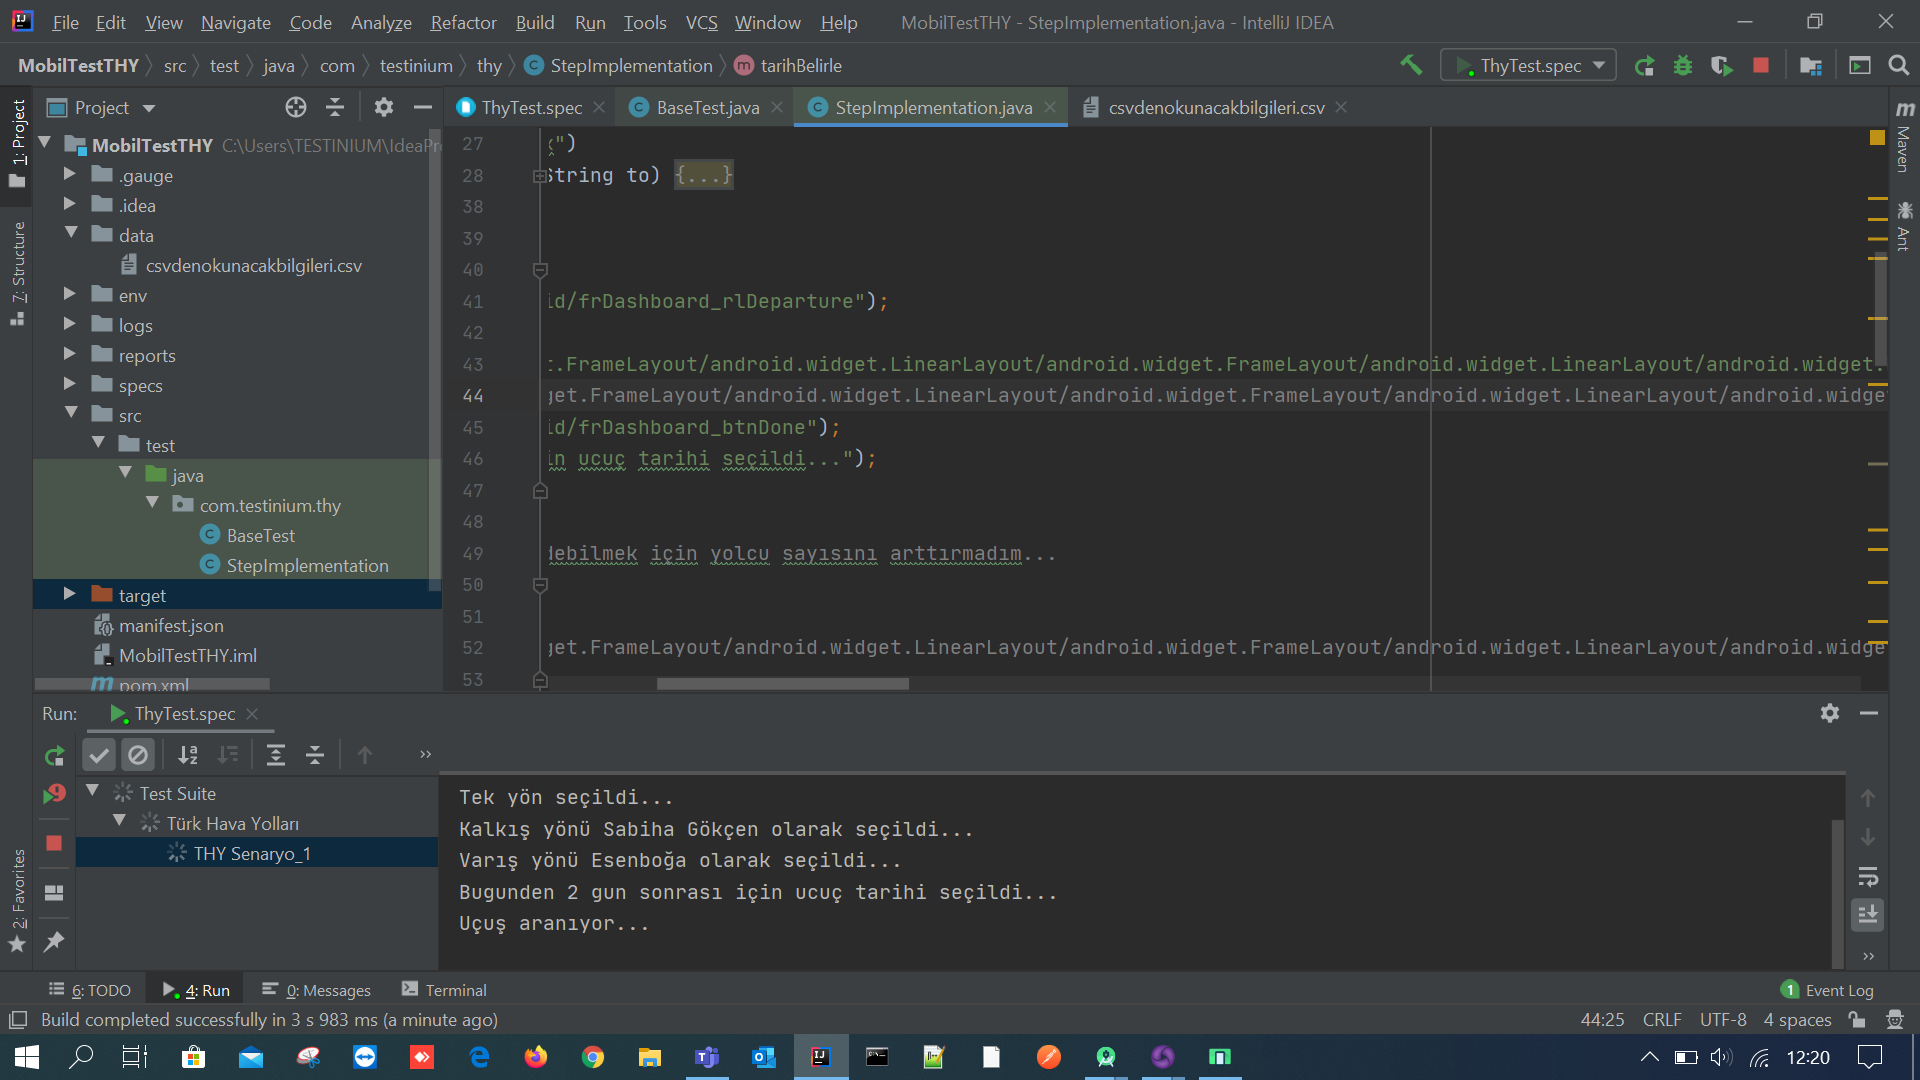 File Edit View Navigate Code Analyze Refactor Build Run Tools VCS Window Help MobilTestTHY - StepImplementation.java - IntelliJ IDEA
MobilTestTHY src test java com testinium thy StepImplementation tarihBelirle ThyTest.spec
1: Project
7: Structure
2: Favorites
Project
MobilTestTHY C:\Users\TESTINIUM\IdeaPr
.gauge
.idea
data
csvdenokunacakbilgileri.csv
env
logs
reports
specs
src
test
java
com.testinium.thy
BaseTest
StepImplementation
target
manifest.json
MobilTestTHY.iml
pom.xml
ThyTest.spec BaseTest.java StepImplementation.java csvdenokunacakbilgileri.csv
27 ")
28 String to) {...}
38
39
40
41 id/frDashboard_rlDeparture");
42
43 t.FrameLayout/android.widget.LinearLayout/android.widget.FrameLayout/android.widget.LinearLayout/android.widget.
44 get.FrameLayout/android.widget.LinearLayout/android.widget.FrameLayout/android.widget.LinearLayout/android.widge
45 id/frDashboard_btnDone");
46 in ucuç tarihi seçildi...");
47
48
49 debilmek için yolcu sayısını arttırmadım...
50
51
52 get.FrameLayout/android.widget.LinearLayout/android.widget.FrameLayout/android.widget.LinearLayout/android.widge
53
Maven
Ant
Run: ThyTest.spec
Test Suite
Türk Hava Yolları
THY Senaryo_1
Tek yön seçildi...
Kalkış yönü Sabiha Gökçen olarak seçildi...
Varış yönü Esenboğa olarak seçildi...
Bugunden 2 gun sonrası için ucuç tarihi seçildi...
Uçuş aranıyor...
6: TODO 4: Run 0: Messages Terminal 1 Event Log
Build completed successfully in 3 s 983 ms (a minute ago) 44:25 CRLF UTF-8 4 spaces
12:20